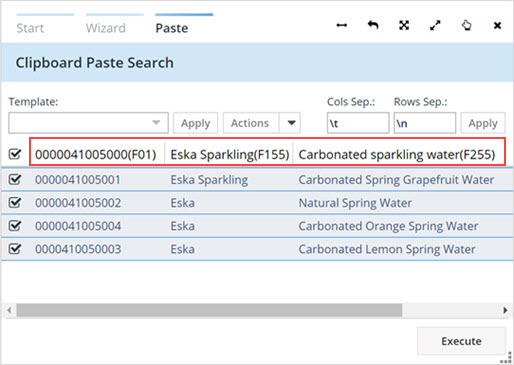 Start Wizard Paste
Clipboard Paste Search
Template: Cols Sep.: Rows Sep.:
Apply Actions \t \n Apply
0000041005000(F01) Eska Sparkling(F155) Carbonated sparkling water(F255)
0000041005001 Eska Sparkling Carbonated Spring Grapefruit Water
0000041005002 Eska Natural Spring Water
0000041005004 Eska Carbonated Orange Spring Water
0000041050003 Eska Carbonated Lemon Spring Water
Execute